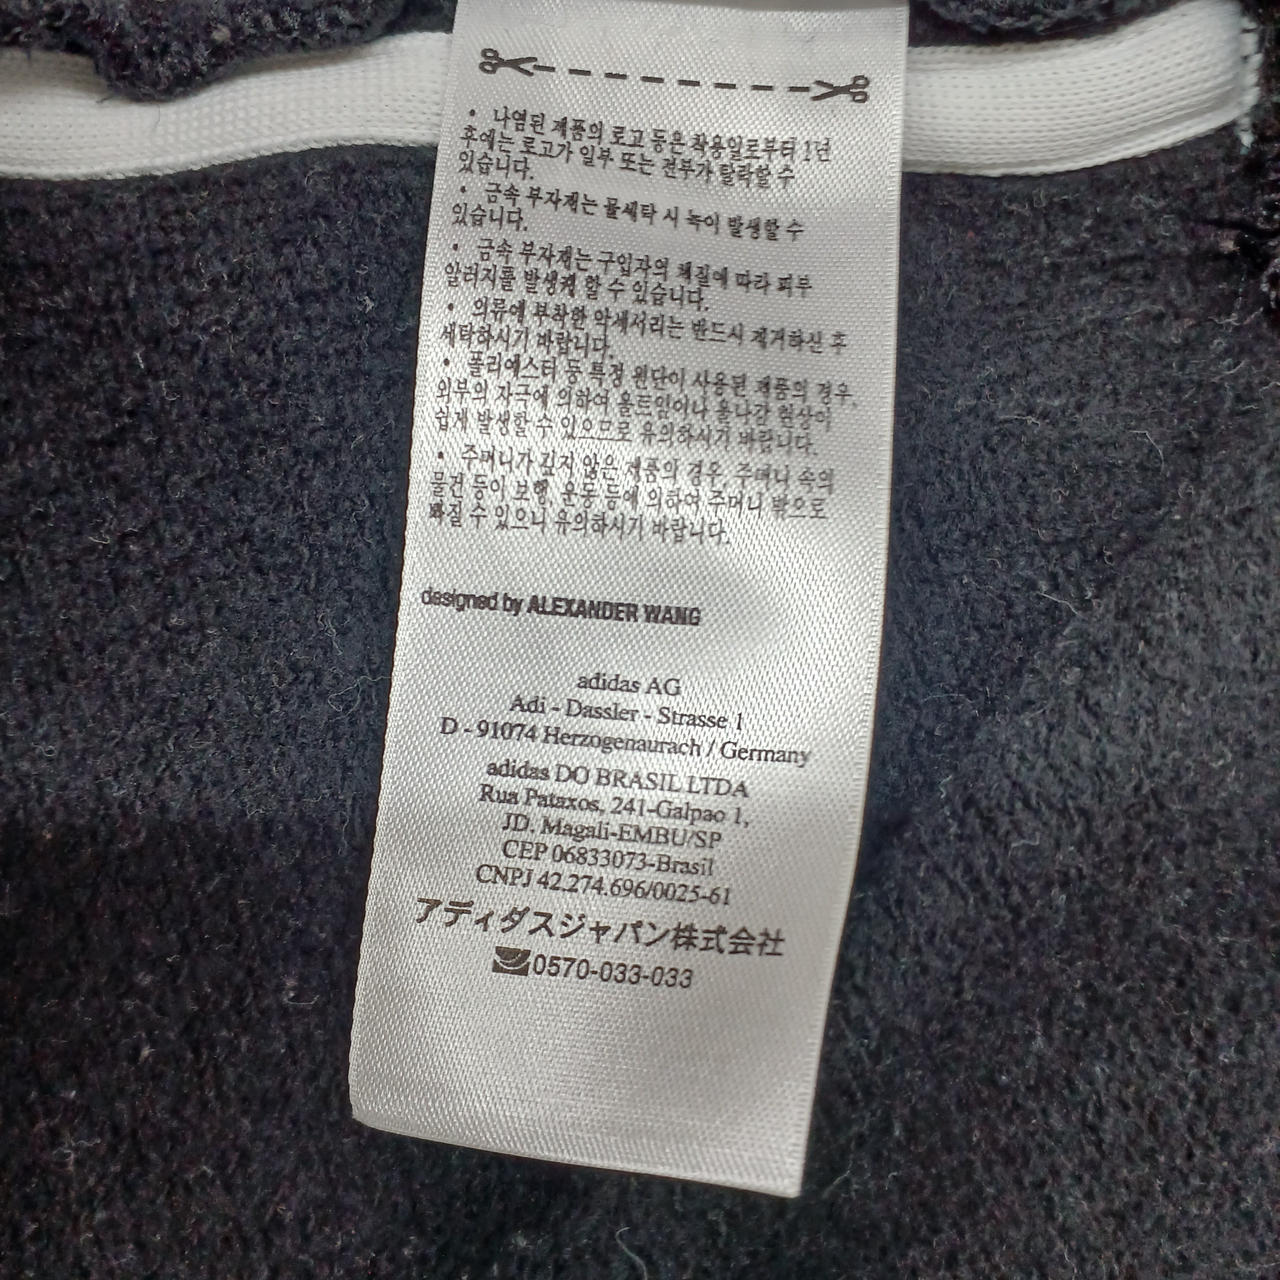 • 나염된 제품의 로고 등은 착용일로부터 1년
후에는 로고가 일부 또는 전부가 탈락할 수
있습니다.
• 금속 부자재는 물세탁 시 녹이 발생할 수
있습니다.
• 금속 부자재는 구입자의 체질에 따라 피부
알러지를 발생케 할 수 있습니다.
• 의류에 부착한 악세서리는 반드시 제거하신 후
세탁하시기 바랍니다.
• 폴리에스터 등 특정 원단이 사용된 제품의 경우,
외부의 자극에 의하여 올트임이나 올나감 현상이
쉽게 발생할 수 있으므로 유의하시기 바랍니다.
• 주머니가 깊지 않은 제품의 경우, 주머니 속의
물건 등이 보행, 운동 등에 의하여 주머니 밖으로
빠질 수 있으니 유의하시기 바랍니다.
designed by ALEXANDER WANG
adidas AG
Adi - Dassler - Strasse 1
D - 91074 Herzogenaurach / Germany
adidas DO BRASIL LTDA
Rua Pataxos, 241-Galpao 1,
JD. Magali-EMBU/SP
CEP 06833073-Brasil
CNPJ 42.274.696/0025-61
アディダスジャパン株式会社
0570-033-033